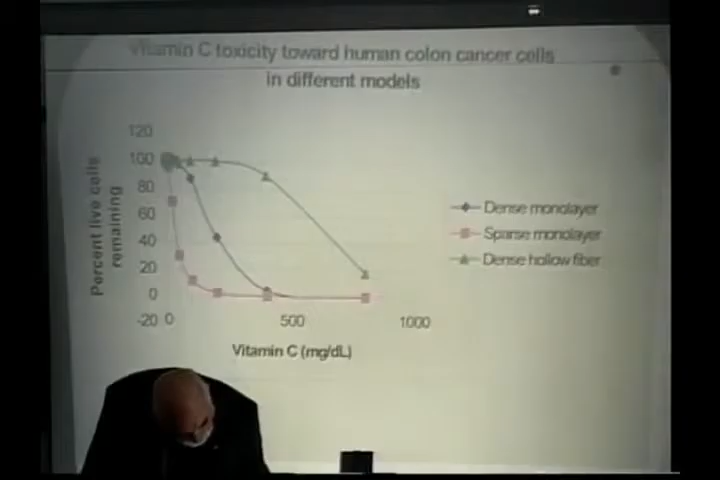 Vitamin C toxicity toward human colon cancer cells
in different models
120
100
80
60
40
20
0
-20
Percent live cells
remaining
0 500 1000
Vitamin C (mg/dL)
Dense monolayer
Sparse monolayer
Dense hollow fiber